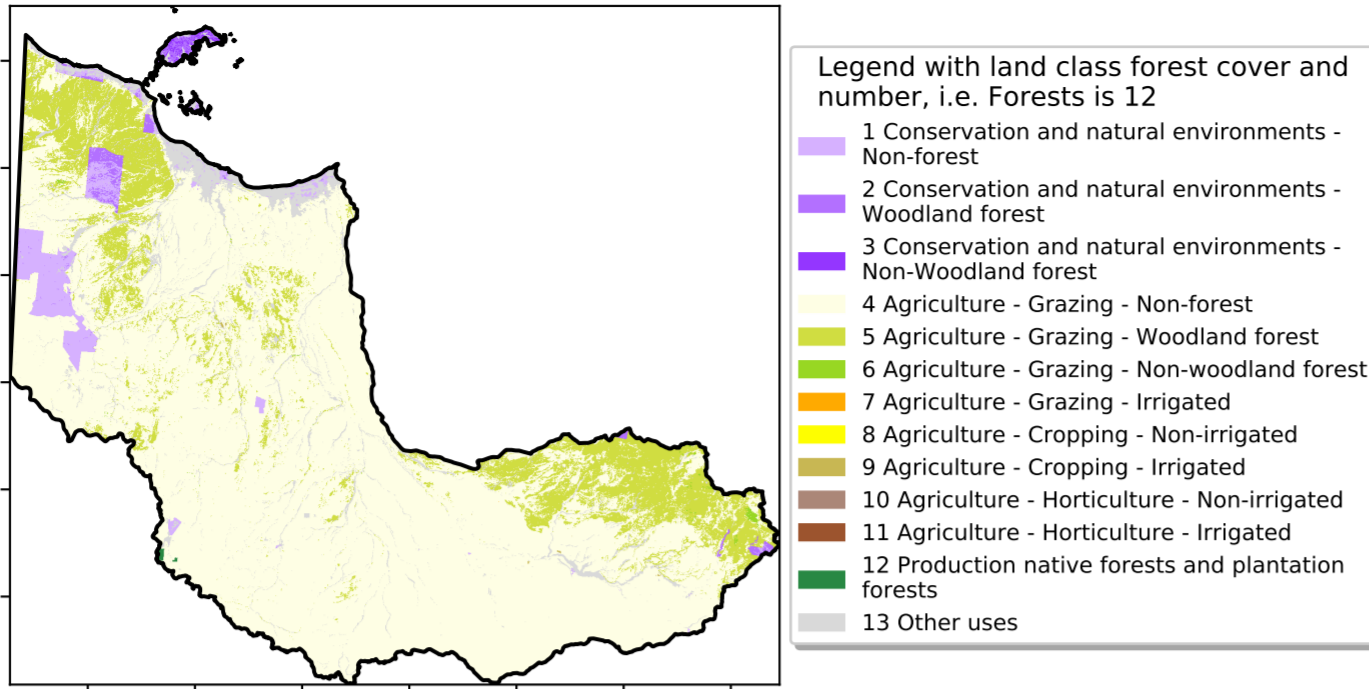 Legend with land class forest cover and
number, i.e. Forests is 12
1 Conservation and natural environments -
Non-forest
2 Conservation and natural environments -
Woodland forest
3 Conservation and natural environments -
Non-Woodland forest
4 Agriculture - Grazing - Non-forest
5 Agriculture - Grazing - Woodland forest
6 Agriculture - Grazing - Non-woodland forest
7 Agriculture - Grazing - Irrigated
8 Agriculture - Cropping - Non-irrigated
9 Agriculture - Cropping - Irrigated
10 Agriculture - Horticulture - Non-irrigated
11 Agriculture - Horticulture - Irrigated
12 Production native forests and plantation
forests
13 Other uses